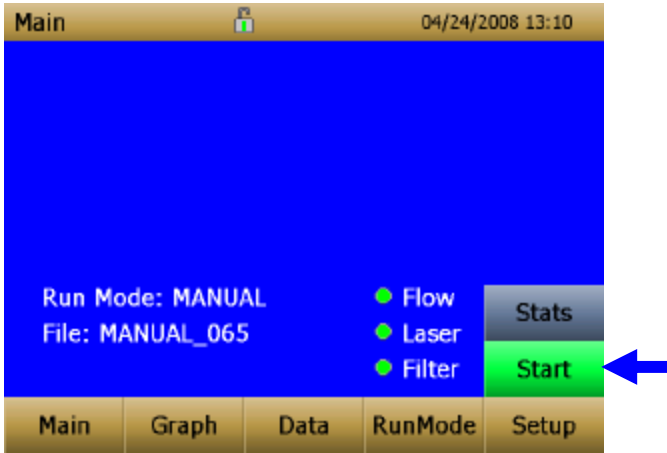 Main 04/24/2008 13:10
Run Mode: MANUAL
File: MANUAL_065
Flow
Laser
Filter
Stats
Start
Main Graph Data RunMode Setup